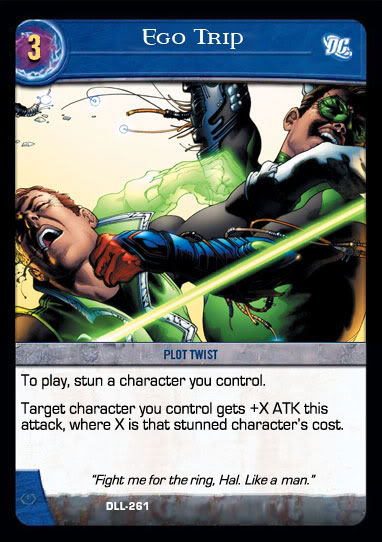 3
Ego Trip
DC
PLOT TWIST
To play, stun a character you control.
Target character you control gets +X ATK this
attack, where X is that stunned character's cost.
"Fight me for the ring, Hal. Like a man."
DLL-261